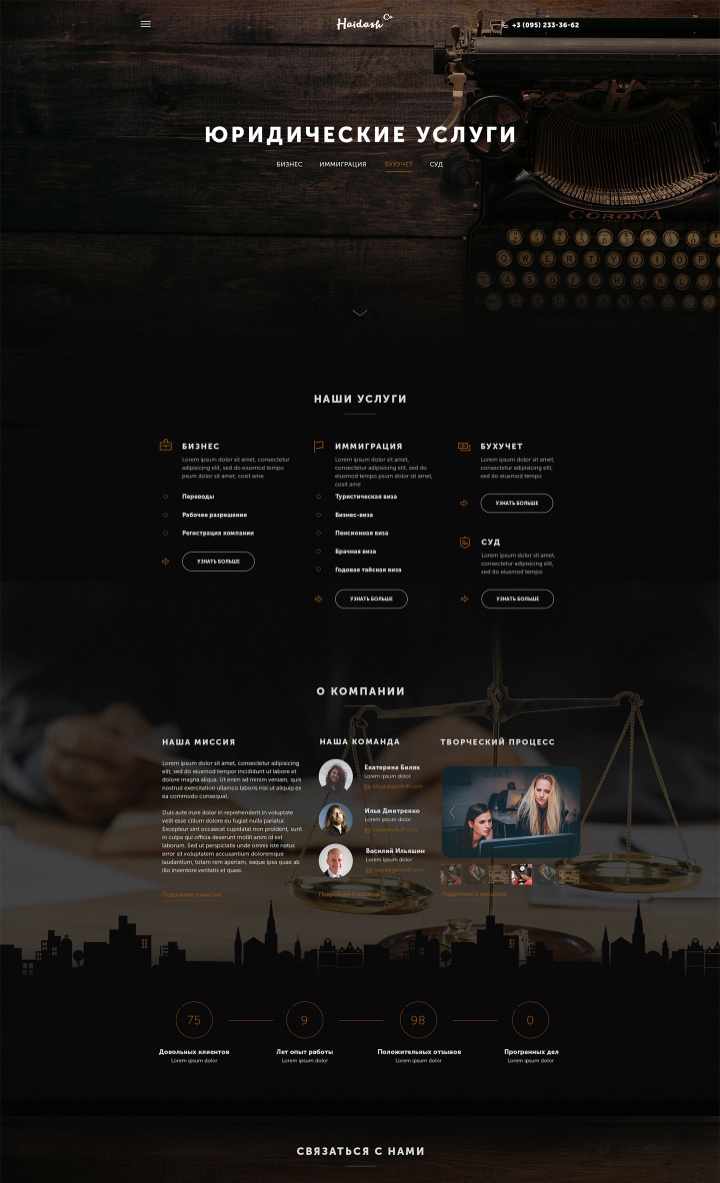 Haidash Co
+3 (095) 233-36-62
ЮРИДИЧЕСКИЕ УСЛУГИ
БИЗНЕС ИММИГРАЦИЯ БУХУЧЕТ СУД
CORONA
Q W E R T Y U I O P
A S D F G H J K L
НАШИ УСЛУГИ
БИЗНЕС
Lorem ipsum dolor sit amet, consectetur
adipisicing elit, sed do eiusmod tempo
psum dolor sit amet, cosit ame
Переводы
Рабочее разрешение
Регистрация компании
УЗНАТЬ БОЛЬШЕ
ИММИГРАЦИЯ
Lorem ipsum dolor sit amet,
consectetur adipisicing elit, sed do
eiusmod tempo psum dolor sit amet,
cosit ame
Туристическая виза
Бизнес-виза
Пенсионная виза
Брачная виза
Годовая тайская виза
УЗНАТЬ БОЛЬШЕ
БУХУЧЕТ
Lorem ipsum dolor sit amet,
consectetur adipisicing elit,
sed do eiusmod tempo
УЗНАТЬ БОЛЬШЕ
СУД
Lorem ipsum dolor sit amet,
consectetur adipisicing elit,
sed do eiusmod tempo
УЗНАТЬ БОЛЬШЕ
О КОМПАНИИ
НАША МИССИЯ
Lorem ipsum dolor sit amet, consectetur adipisicing
elit, sed do eiusmod tempor incididunt ut labore et
dolore magna aliqua. Ut enim ad minim veniam, quis
nostrud exercitation ullamco laboris nisi ut aliquip ex
ea commodo consequat.
Duis aute irure dolor in reprehenderit in voluptate
velit esse cillum dolore eu fugiat nulla pariatur.
Excepteur sint occaecat cupidatat non proident, sunt
in culpa qui officia deserunt mollit anim id est
laborum. Sed ut perspiciatis unde omnis iste natus
error sit voluptatem accusantium doloremque
laudantium, totam rem aperiam, eaque ipsa quae ab
illo inventore veritatis et quasi.
Подробнее о миссии
НАША КОМАНДА
Екатерина Биляк
Lorem ipsum dolor
Илья Дмитренко
Lorem ipsum dolor
Василий Ильяшин
Lorem ipsum dolor
Подробнее о
ТВОРЧЕСКИЙ ПРОЦЕСС
Подробнее о процессе
75
Довольных клиентов
Lorem ipsum dolor
9
Лет опыт работы
Lorem ipsum dolor
98
Положительных отзывов
Lorem ipsum dolor
0
Програнных дел
Lorem ipsum dolor
СВЯЗАТЬСЯ С НАМИ